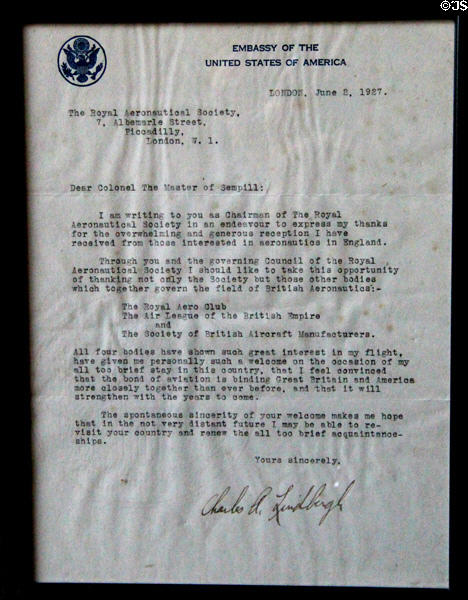 © CJS
EMBASSY OF THE
UNITED STATES OF AMERICA
LONDON, June 2, 1927.
The Royal Aeronautical Society,
7, Albemarle Street,
Piccadilly,
London, W. 1.
Dear Colonel The Master of Sempill:
I am writing to you as Chairman of The Royal
Aeronautical Society in an endeavour to express my thanks
for the overwhelming and generous reception I have
received from those interested in aeronautics in England.
Through you and the governing Council of the Royal
Aeronautical Society I should like to take this opportunity
of thanking not only the Society but those other bodies
which together govern the field of British Aeronautics:-
The Royal Aero Club
The Air League of the British Empire
and
The Society of British Aircraft Manufacturers.
All four bodies have shown such great interest in my flight,
have given me personally such a welcome on the occasion of my
all too brief stay in this country, that I feel convinced
that the bond of aviation is binding Great Britain and America
more closely together than ever before, and that it will
strengthen with the years to come.
The spontaneous sincerity of your welcome makes me hope
that in the not very distant future I may be able to re-
visit your country and renew the all too brief acquaintance-
ships.
Yours sincerely,
Charles A. Lindbergh